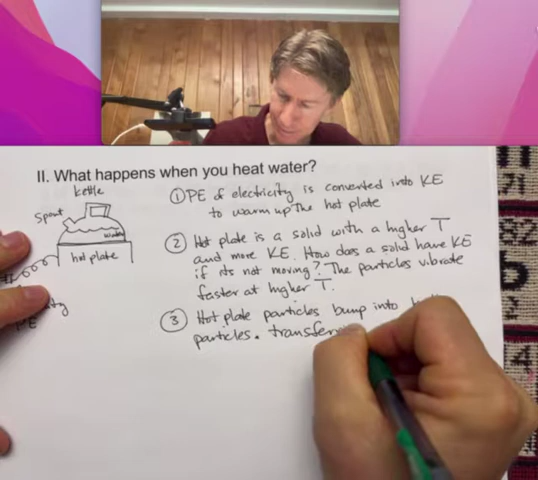 II. What happens when you heat water?
kettle
spout
water
hot plate
PE
① PE of electricity is converted into KE
to warm up the hot plate
② Hot plate is a solid with a higher T
and more KE. How does a solid have KE
if its not moving? The particles vibrate
faster at higher T.
③ Hot plate particles bump into
particles. transfer
71
82
D
4